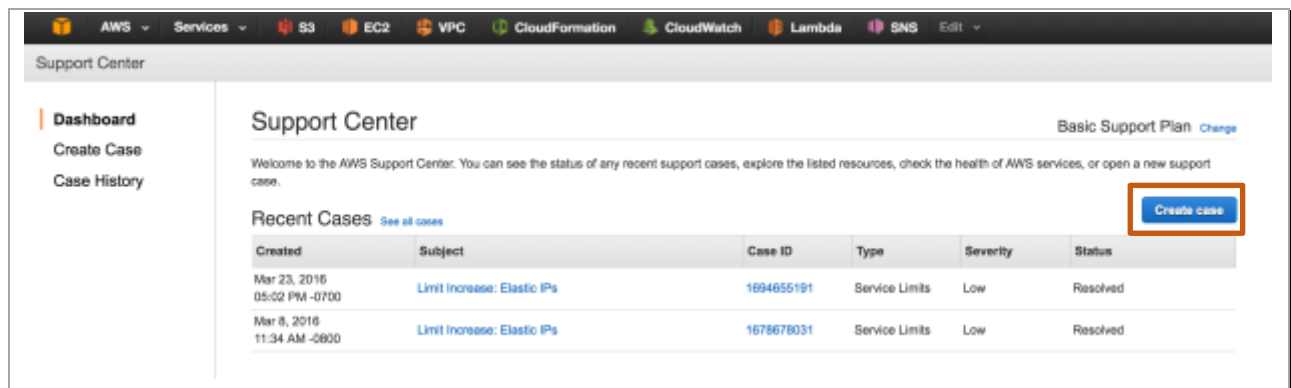 AWS Services S3 EC2 VPC CloudFormation CloudWatch Lambda SNS Edit
Support Center
Dashboard
Create Case
Case History
Support Center
Basic Support Plan Change
Welcome to the AWS Support Center. You can see the status of any recent support cases, explore the listed resources, check the health of AWS services, or open a new support
case.
Create case
Recent Cases See all cases
Created Subject Case ID Type Severity Status
Mar 23, 2016
05:02 PM -0700 Limit Increase: Elastic IPs 1694655191 Service Limits Low Resolved
Mar 8, 2016
11:34 AM -0800 Limit Increase: Elastic IPs 1678678031 Service Limits Low Resolved